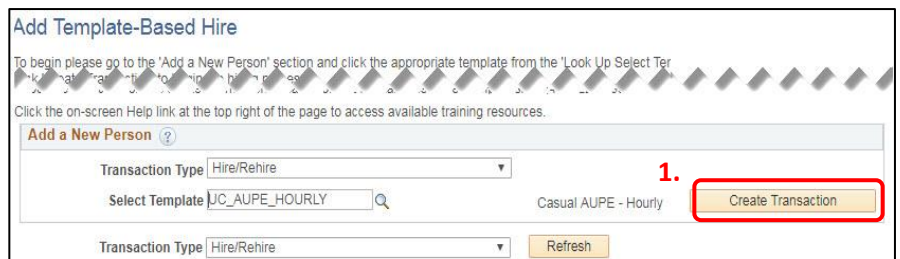 Add Template-Based Hire
To begin please go to the 'Add a New Person' section and click the appropriate template from the 'Look Up Select Ter
Click the on-screen Help link at the top right of the page to access available training resources.
Add a New Person ?
Transaction Type Hire/Rehire
1.
Select Template UC_AUPE_HOURLY Casual AUPE - Hourly Create Transaction
Transaction Type Hire/Rehire Refresh